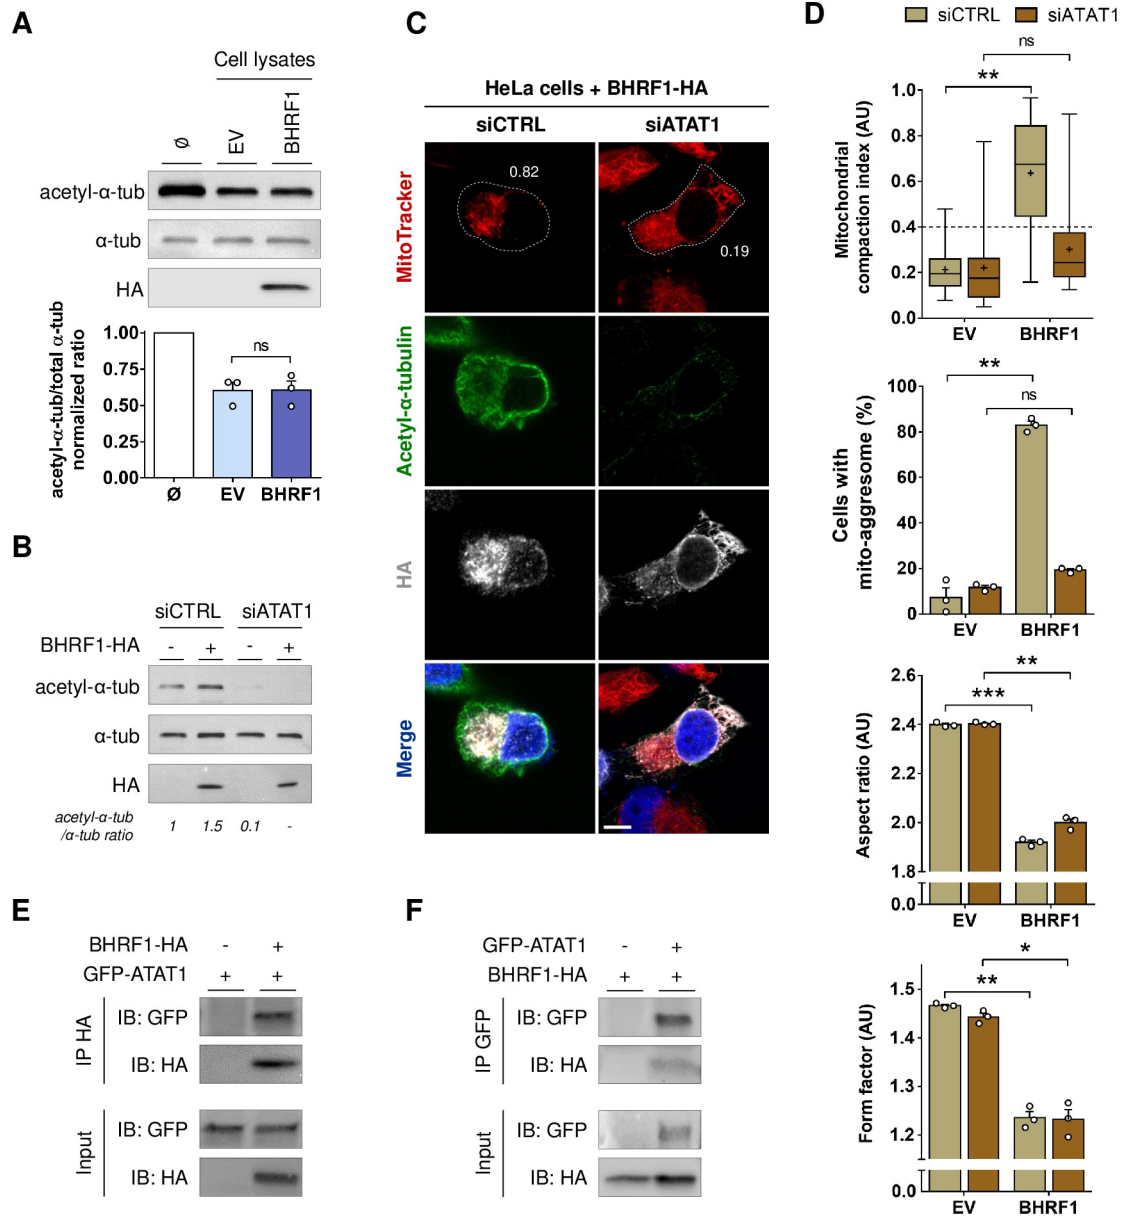 A
Cell lysates
Ø
EV
BHRF1
acetyl-α-tub
α-tub
HA
acetyl-α-tub/total α-tub
normalized ratio
1.00
0.75
0.50
0.25
0.00
ns
Ø EV BHRF1
B
siCTRL siATAT1
BHRF1-HA - + - +
acetyl-α-tub
α-tub
HA
acetyl-α-tub
/α-tub ratio
1 1.5 0.1 -
C
HeLa cells + BHRF1-HA
siCTRL siATAT1
MitoTracker
0.82
0.19
Acetyl-α-tubulin
HA
Merge
D
siCTRL siATAT1
ns
**
Mitochondrial
compaction index (AU)
1.0
0.8
0.6
0.4
0.2
0.0
EV BHRF1
**
ns
Cells with
mito-aggresome (%)
100
80
60
40
20
0
EV BHRF1
**
***
Aspect ratio (AU)
2.6
2.4
2.2
2.0
1.8
0.0
EV BHRF1
*
**
Form factor (AU)
1.5
1.4
1.3
1.2
0.0
EV BHRF1
E
BHRF1-HA - +
GFP-ATAT1 + +
IP HA
IB: GFP
IB: HA
Input
IB: GFP
IB: HA
F
GFP-ATAT1 - +
BHRF1-HA + +
IP GFP
IB: GFP
IB: HA
Input
IB: GFP
IB: HA